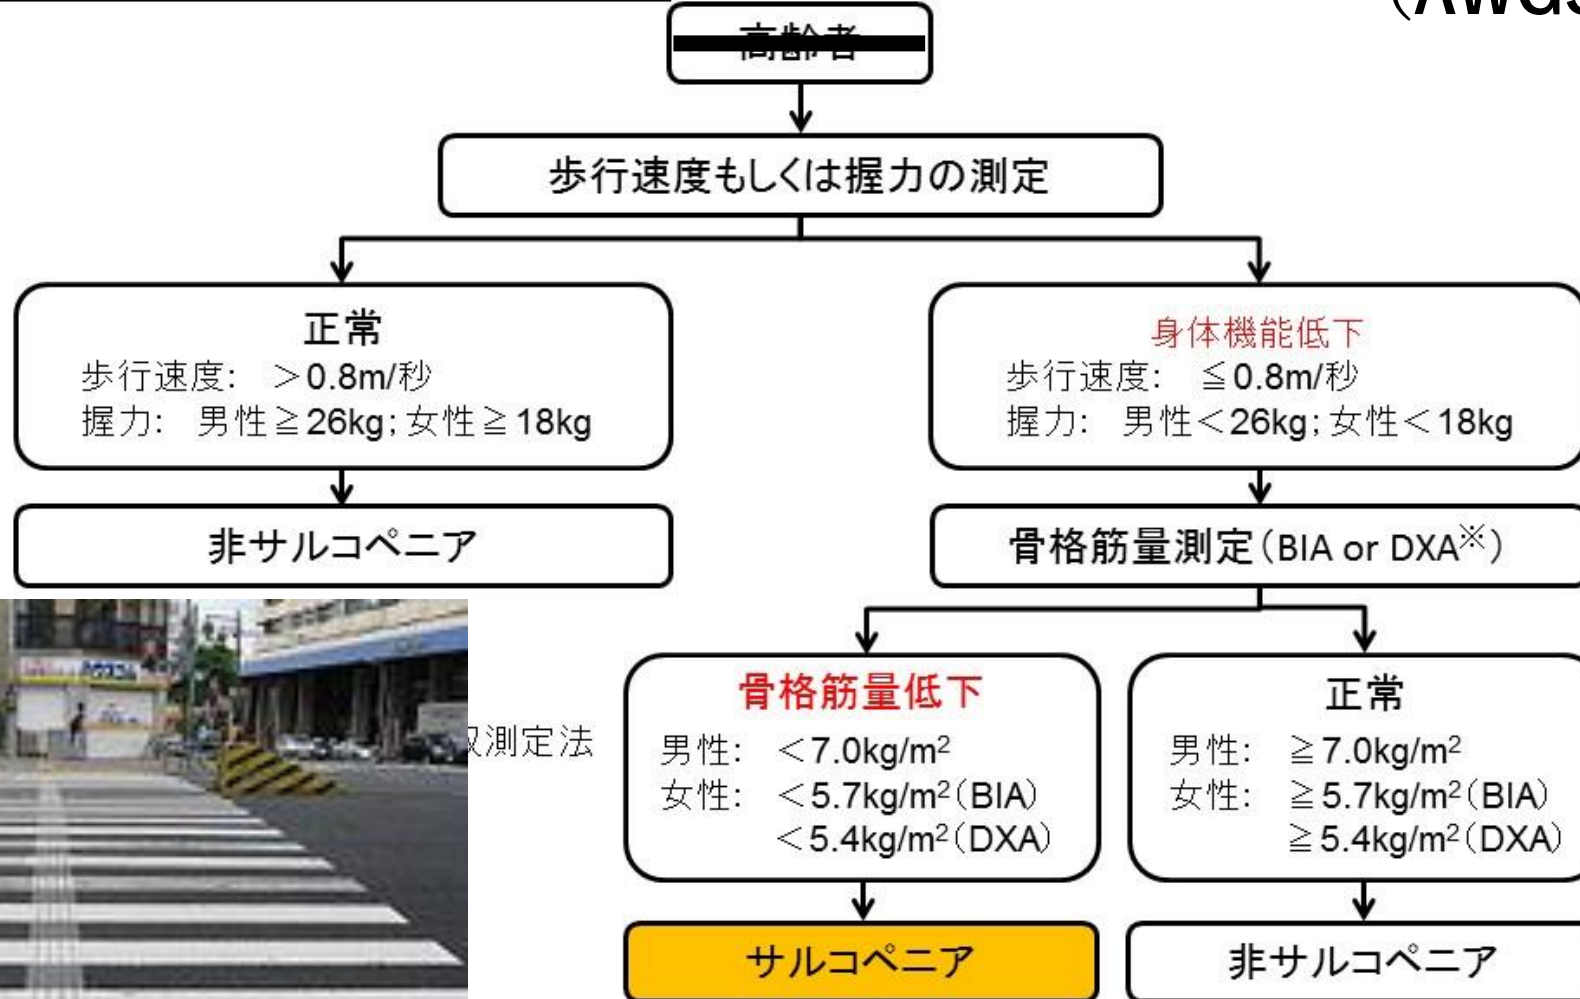 (AWGS
高齢者
歩行速度もしくは握力の測定
正常
歩行速度: ＞0.8m/秒
握力: 男性≧26kg;女性≧18kg
身体機能低下
歩行速度: ≦0.8m/秒
握力: 男性＜26kg;女性＜18kg
非サルコペニア
骨格筋量測定(BIA or DXA※)
測定法
骨格筋量低下
男性: ＜7.0kg/m²
女性: ＜5.7kg/m²(BIA)
＜5.4kg/m²(DXA)
正常
男性: ≧7.0kg/m²
女性: ≧5.7kg/m²(BIA)
≧5.4kg/m²(DXA)
サルコペニア
非サルコペニア